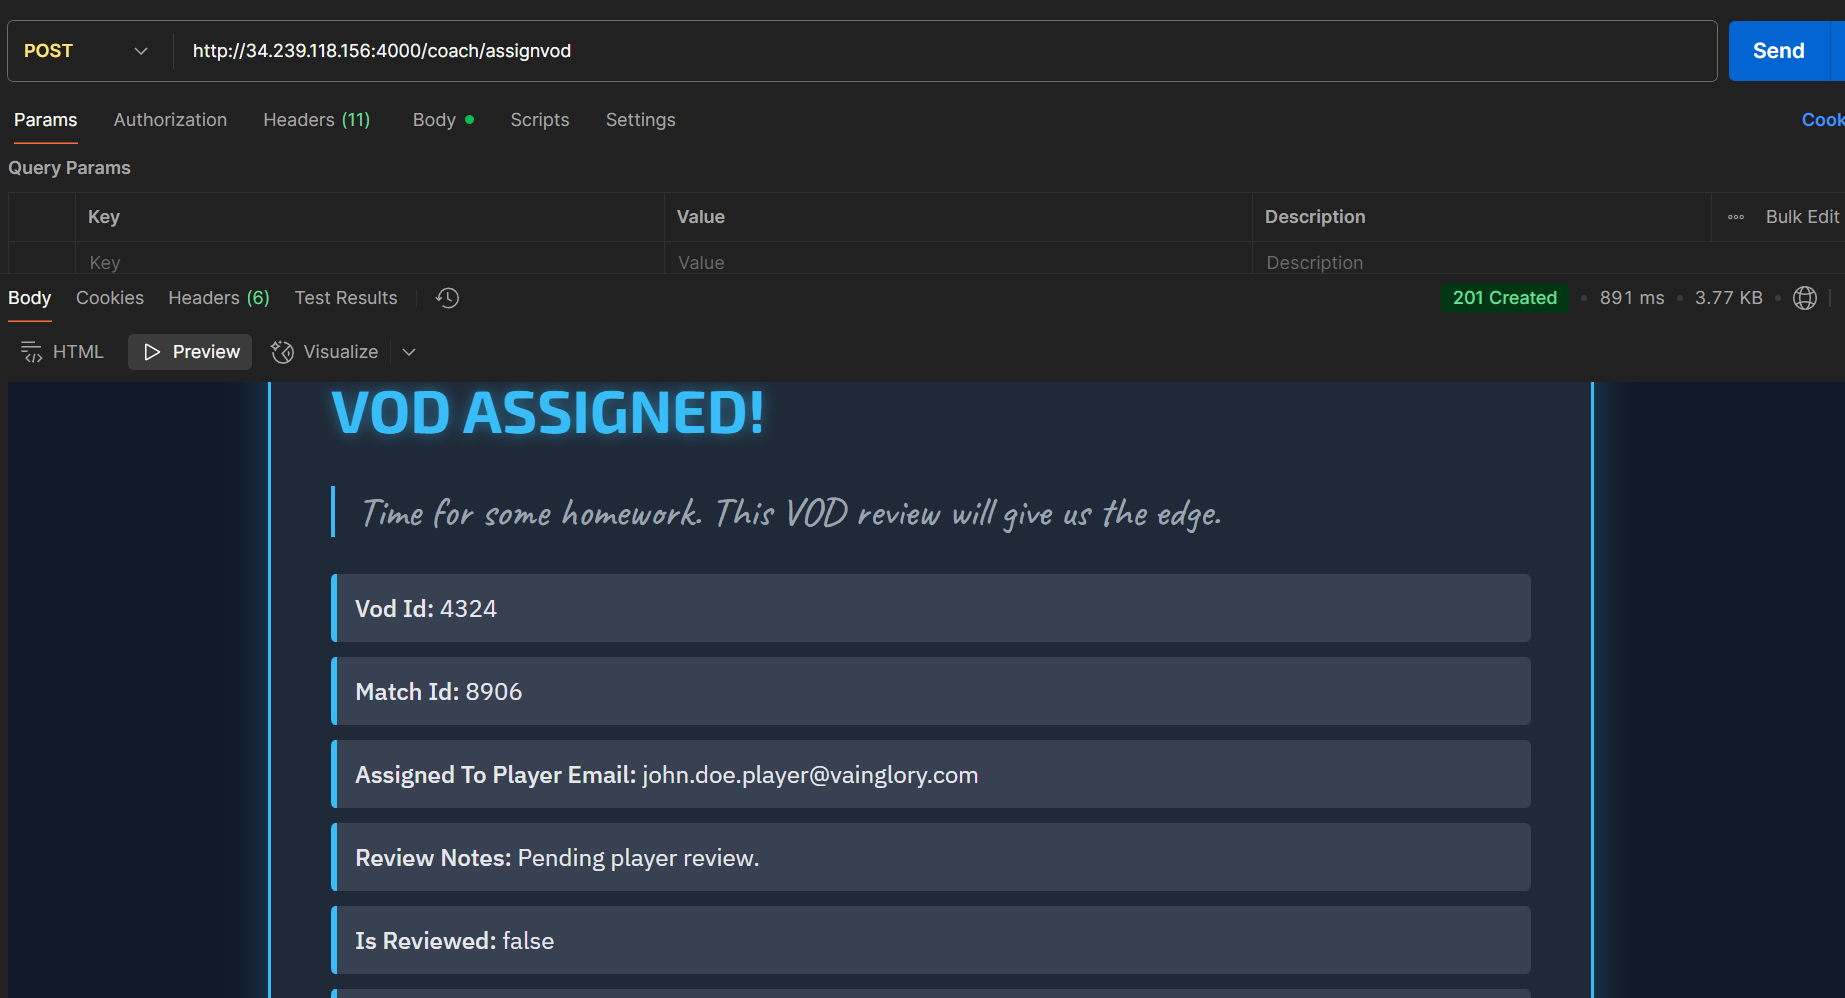 POST http://34.239.118.156:4000/coach/assignvod Send
Params Authorization Headers (11) Body Scripts Settings Cook
Query Params
Key Value Description Bulk Edit
Key Value Description
Body Cookies Headers (6) Test Results 201 Created 891 ms 3.77 KB
HTML Preview Visualize
VOD ASSIGNED!
Time for some homework. This VOD review will give us the edge.
Vod Id: 4324
Match Id: 8906
Assigned To Player Email: john.doe.player@vainglory.com
Review Notes: Pending player review.
Is Reviewed: false